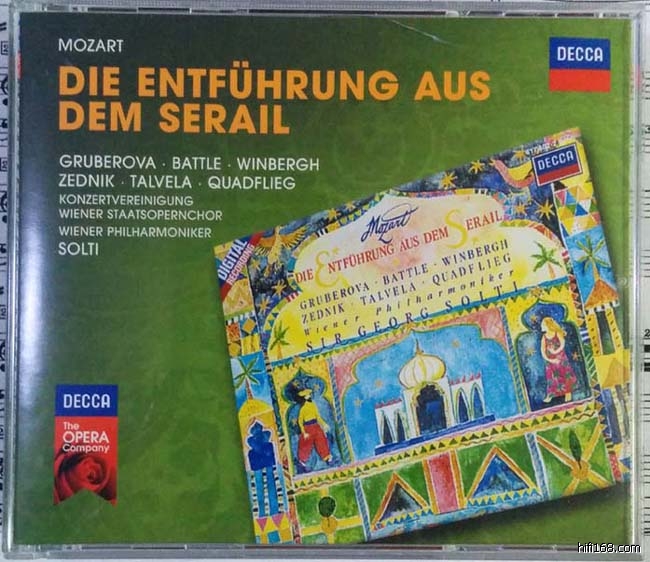 MOZART
DIE ENTFÜHRUNG AUS
DEM SERAIL
GRUBEROVA · BATTLE · WINBERGH
ZEDNIK · TALVELA · QUADFLIEG
KONZERTVEREINIGUNG
WIENER STAATSOPERNCHOR
WIENER PHILHARMONIKER
SOLTI
DECCA
DECCA
DIGITAL
RECORDING
Mozart
DIE ENTFÜHRUNG AUS DEM SERAIL
GRUBEROVA · BATTLE · WINBERGH
ZEDNIK · TALVELA · QUADFLIEG
Wiener Philharmoniker
SIR GEORG SOLTI
DECCA
The
OPERA
Company
hifi168.com